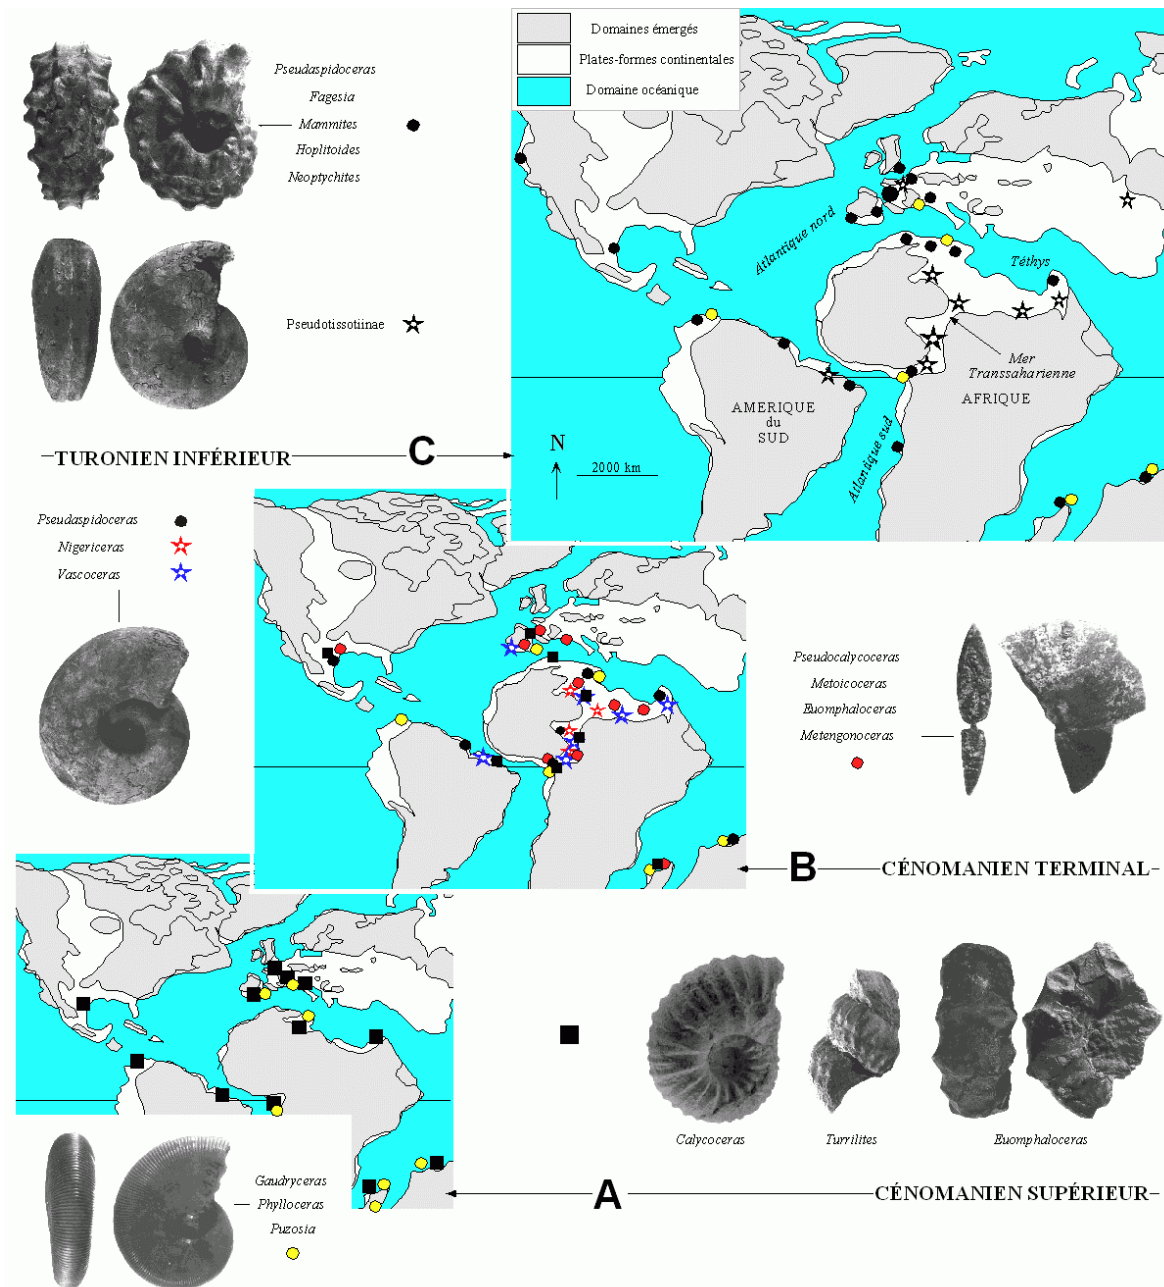 Domaines émergés
Plates-formes continentales
Domaine océanique
Pseudaspidoceras
Fagesia
Mammites
Hoplitoides
Neoptychites
Pseudotissotiinae
Atlantique nord
Téthys
Mer
Transsaharienne
AFRIQUE
AMÉRIQUE
du
SUD
Atlantique sud
N
2000 km
TURONIEN INFÉRIEUR
C
Pseudaspidoceras
Nigericeras
Vascoceras
Pseudocalycoceras
Metoicoceras
Euomphaloceras
Metengonoceras
B
CÉNOMANIEN TERMINAL
Calycoceras
Turrilites
Euomphaloceras
A
CÉNOMANIEN SUPÉRIEUR
Gaudryceras
Phylloceras
Puzosia